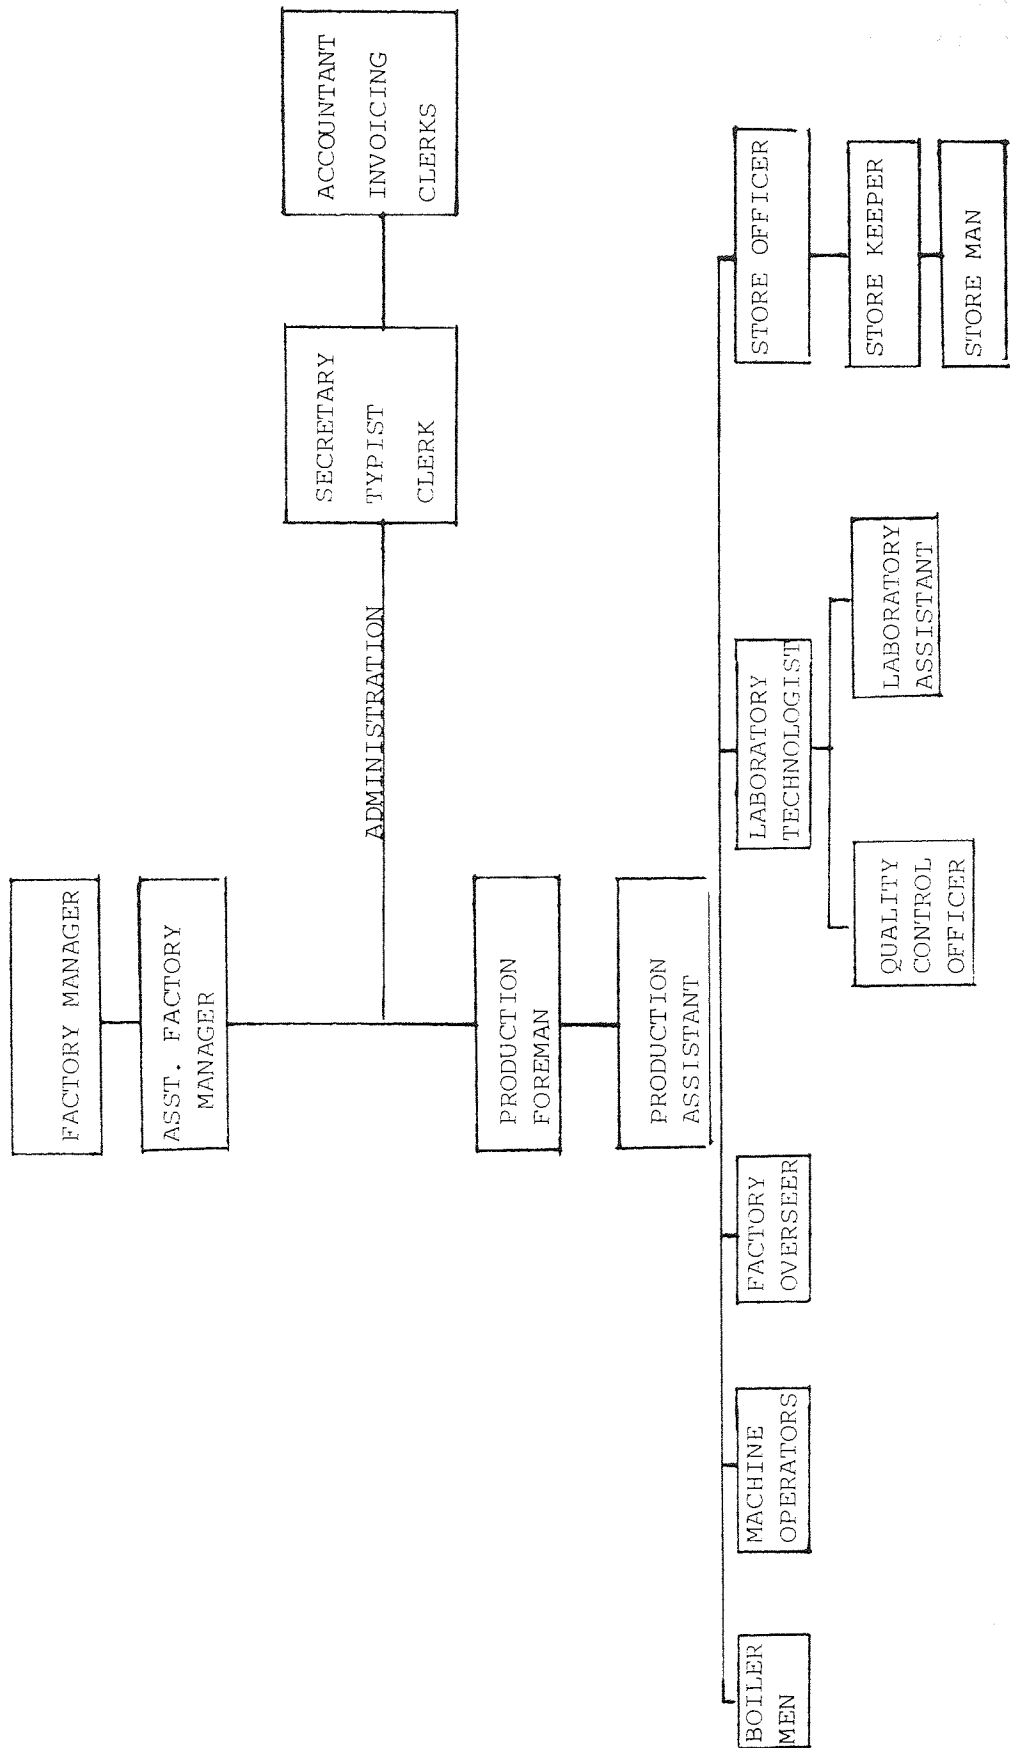 FACTORY MANAGER
ASST. FACTORY
MANAGER
ADMINISTRATION
SECRETARY
TYPIST
CLERK
ACCOUNTANT
INVOICING
CLERKS
PRODUCTION
FOREMAN
PRODUCTION
ASSISTANT
BOILER
MEN
MACHINE
OPERATORS
FACTORY
OVERSEER
LABORATORY
TECHNOLOGIST
STORE OFFICER
QUALITY
CONTROL
OFFICER
LABORATORY
ASSISTANT
STORE KEEPER
STORE MAN